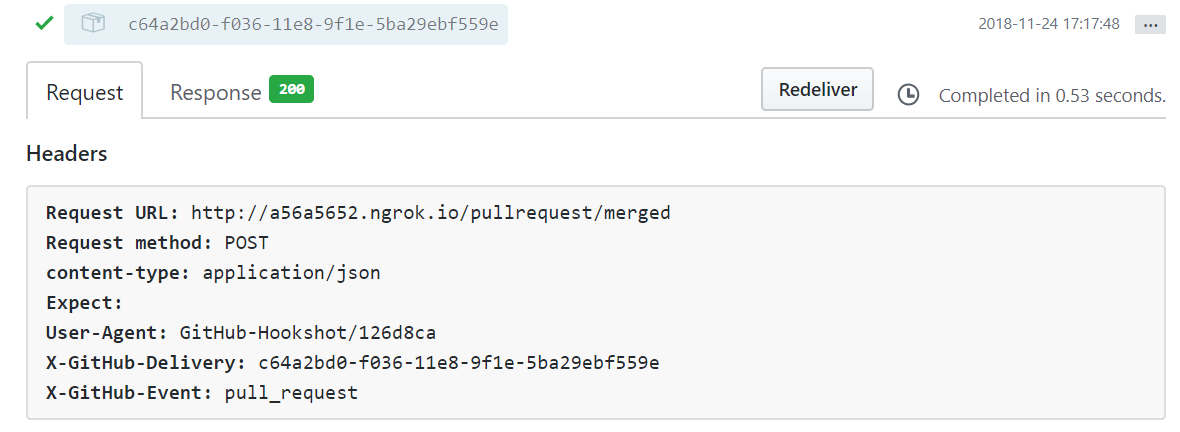 c64a2bd0-f036-11e8-9f1e-5ba29ebf559e 2018-11-24 17:17:48 ...
Request Response 200 Redeliver Completed in 0.53 seconds.
Headers
Request URL: http://a56a5652.ngrok.io/pullrequest/merged
Request method: POST
content-type: application/json
Expect:
User-Agent: GitHub-Hookshot/126d8ca
X-GitHub-Delivery: c64a2bd0-f036-11e8-9f1e-5ba29ebf559e
X-GitHub-Event: pull_request